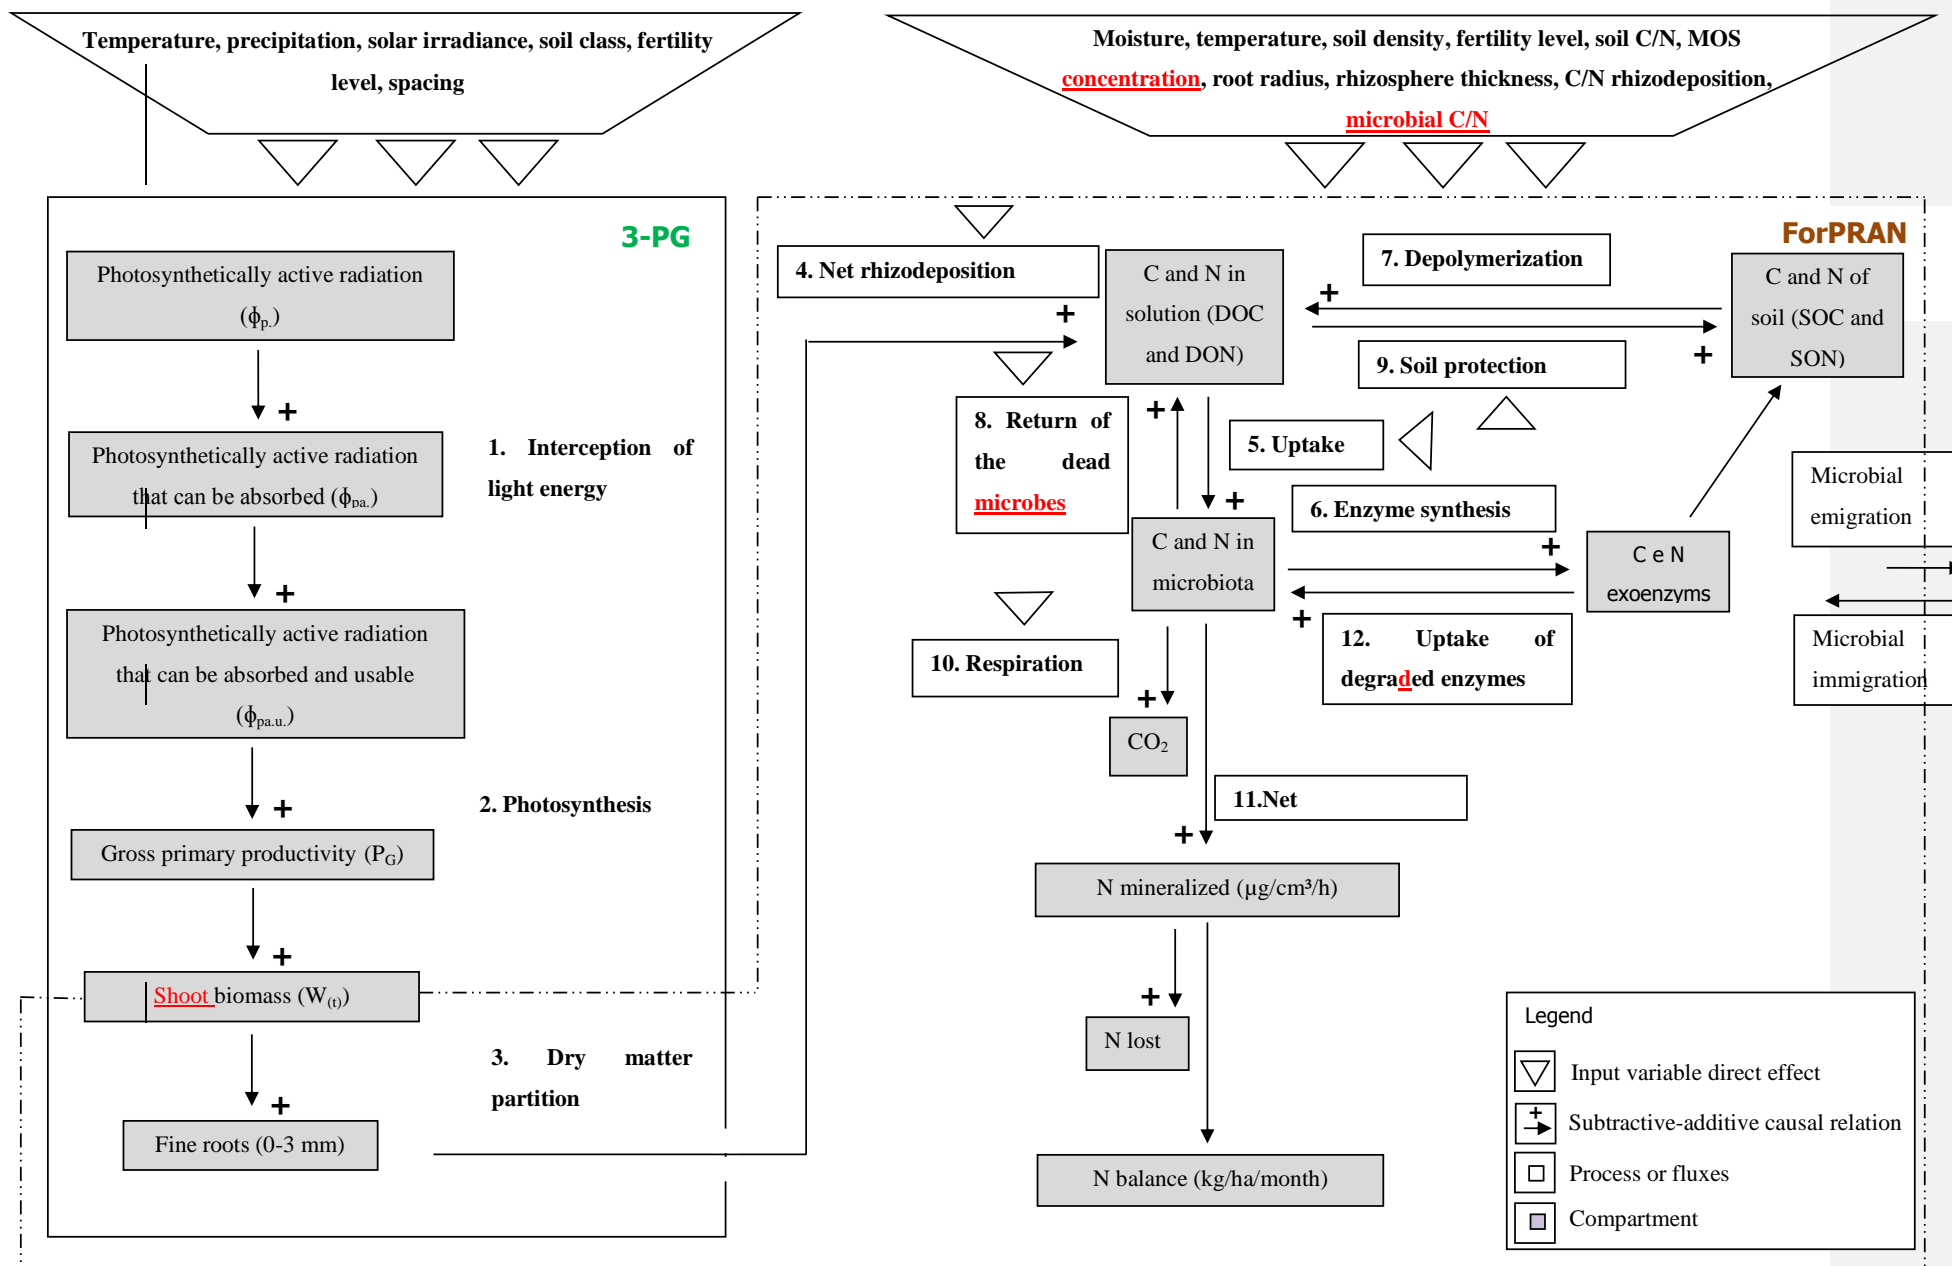 Temperature, precipitation, solar irradiance, soil class, fertility
level, spacing
Moisture, temperature, soil density, fertility level, soil C/N, MOS
concentration, root radius, rhizosphere thickness, C/N rhizodeposition,
microbial C/N
3-PG
Photosynthetically active radiation
(ϕp.)
+
Photosynthetically active radiation
that can be absorbed (ϕpa.)
1. Interception of
light energy
+
Photosynthetically active radiation
that can be absorbed and usable
(ϕpa.u.)
+
2. Photosynthesis
Gross primary productivity (PG)
+
Shoot biomass (W(t))
3. Dry matter
partition
+
Fine roots (0-3 mm)
ForPRAN
4. Net rhizodeposition
+
C and N in
solution (DOC
and DON)
7. Depolymerization
+
C and N of
soil (SOC and
SON)
+
9. Soil protection
8. Return of
the dead
microbes
+
5. Uptake
+
6. Enzyme synthesis
+
C and N in
microbiota
C e N
exoenzyms
+
12. Uptake of
degraded enzymes
Microbial
emigration
Microbial
immigration
10. Respiration
+
CO₂
11.Net
+
N mineralized (µg/cm³/h)
+
N lost
N balance (kg/ha/month)
Legend
Input variable direct effect
+
Subtractive-additive causal relation
Process or fluxes
Compartment